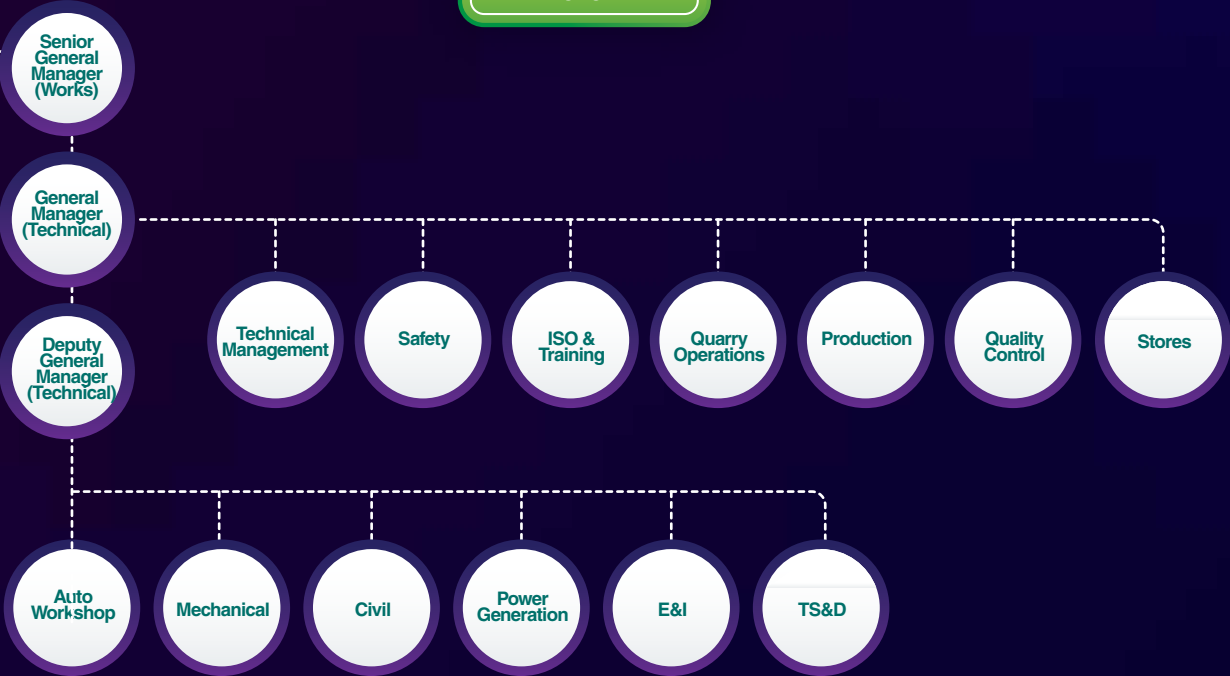 Senior
General
Manager
(Works)
General
Manager
(Technical)
Deputy
General
Manager
(Technical)
Technical
Management
Safety
ISO &
Training
Quarry
Operations
Production
Quality
Control
Stores
Auto
Workshop
Mechanical
Civil
Power
Generation
E&I
TS&D